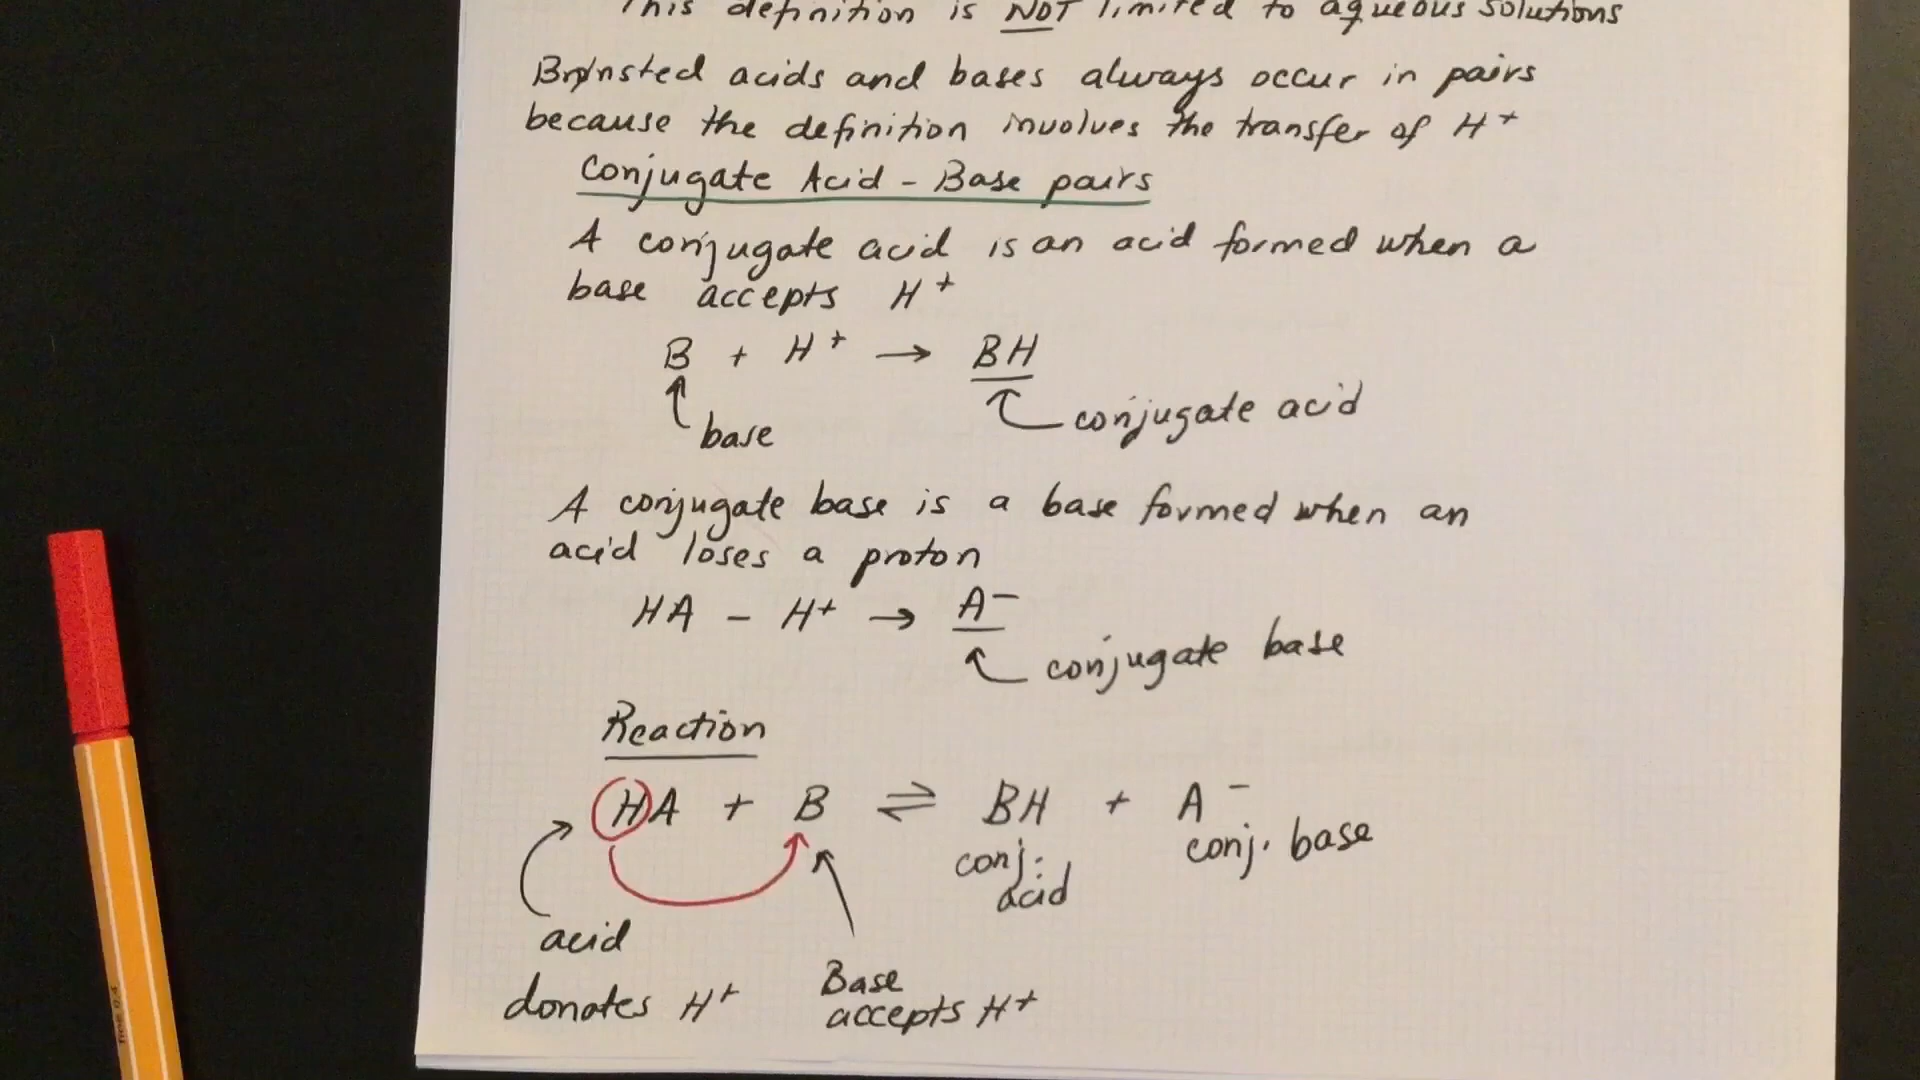 This definition is NOT limited to aqueous solutions
Brønsted acids and bases always occur in pairs
because the definition involves the transfer of H⁺
Conjugate Acid - Base pairs
A conjugate acid is an acid formed when a
base accepts H⁺
B + H⁺ → BH
base
conjugate acid
A conjugate base is a base formed when an
acid loses a proton
HA - H⁺ → A⁻
conjugate base
Reaction
HA + B ⇌ BH + A⁻
conj. acid
conj. base
acid
donates H⁺
Base
accepts H⁺